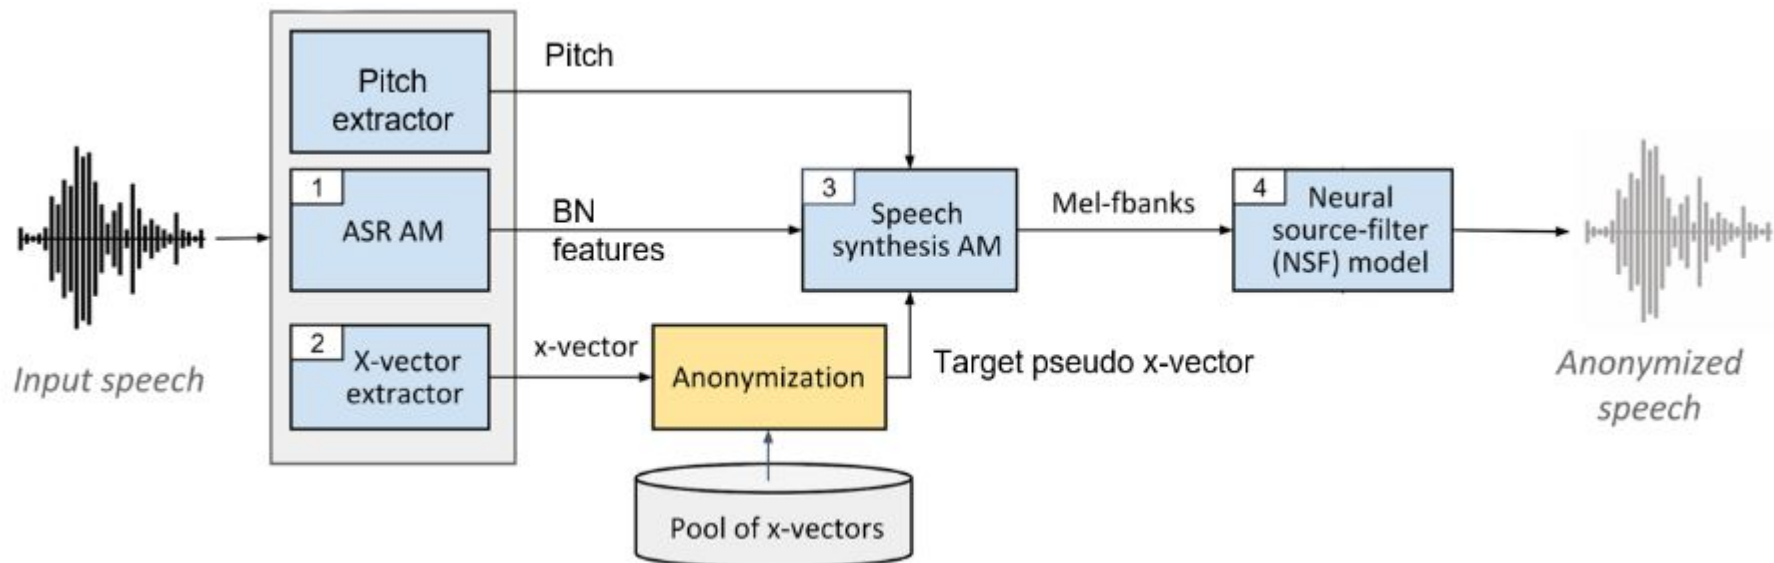 Pitch
extractor
Pitch
1
ASR AM
BN
features
3
Speech
synthesis AM
Mel-fbanks
4
Neural
source-filter
(NSF) model
2
X-vector
extractor
x-vector
Anonymization
Target pseudo x-vector
Input speech
Anonymized
speech
Pool of x-vectors